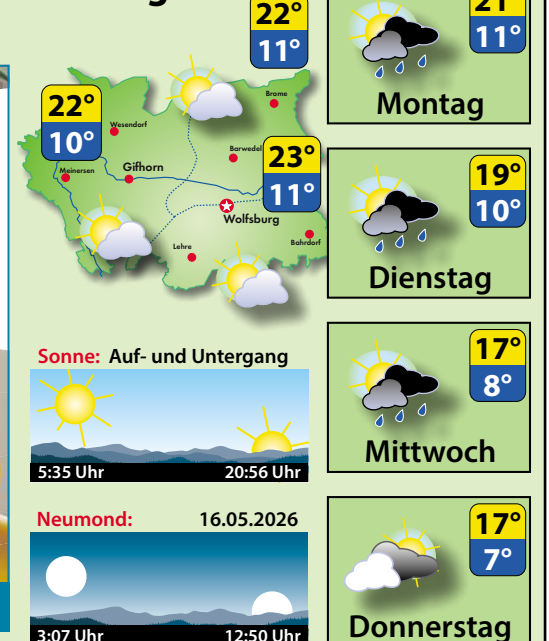 22°
11°
22°
10°
Wesendorf
Brome
Meinersen
Gifhorn
Barwedel
23°
11°
Wolfsburg
Lehre
Bahrdorf
Sonne: Auf- und Untergang
5:35 Uhr 20:56 Uhr
Neumond: 16.05.2026
3:07 Uhr 12:50 Uhr
21°
11°
Montag
19°
10°
Dienstag
17°
8°
Mittwoch
17°
7°
Donnerstag